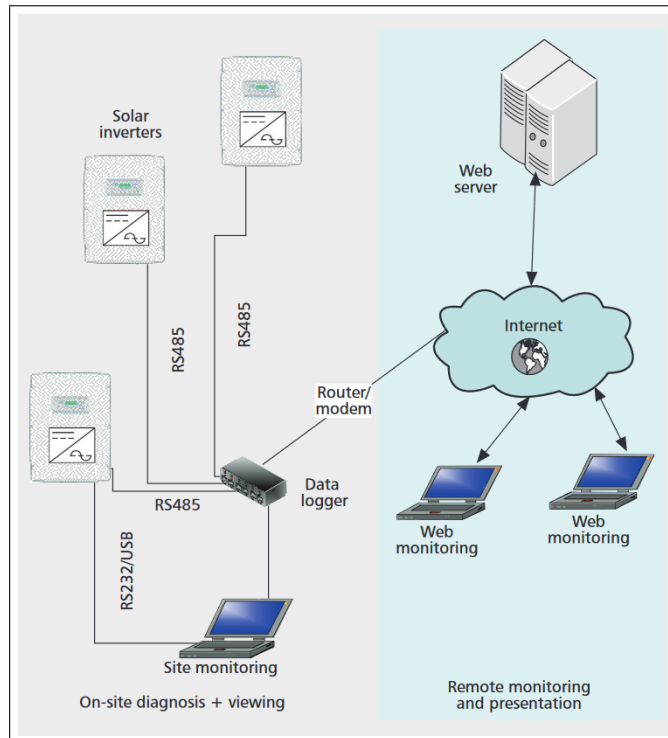 Solar
inverters
Web
server
RS485
RS485
Internet
Router/
modem
RS485
Data
logger
Web
monitoring
Web
monitoring
RS232/USB
Site monitoring
On-site diagnosis + viewing
Remote monitoring
and presentation